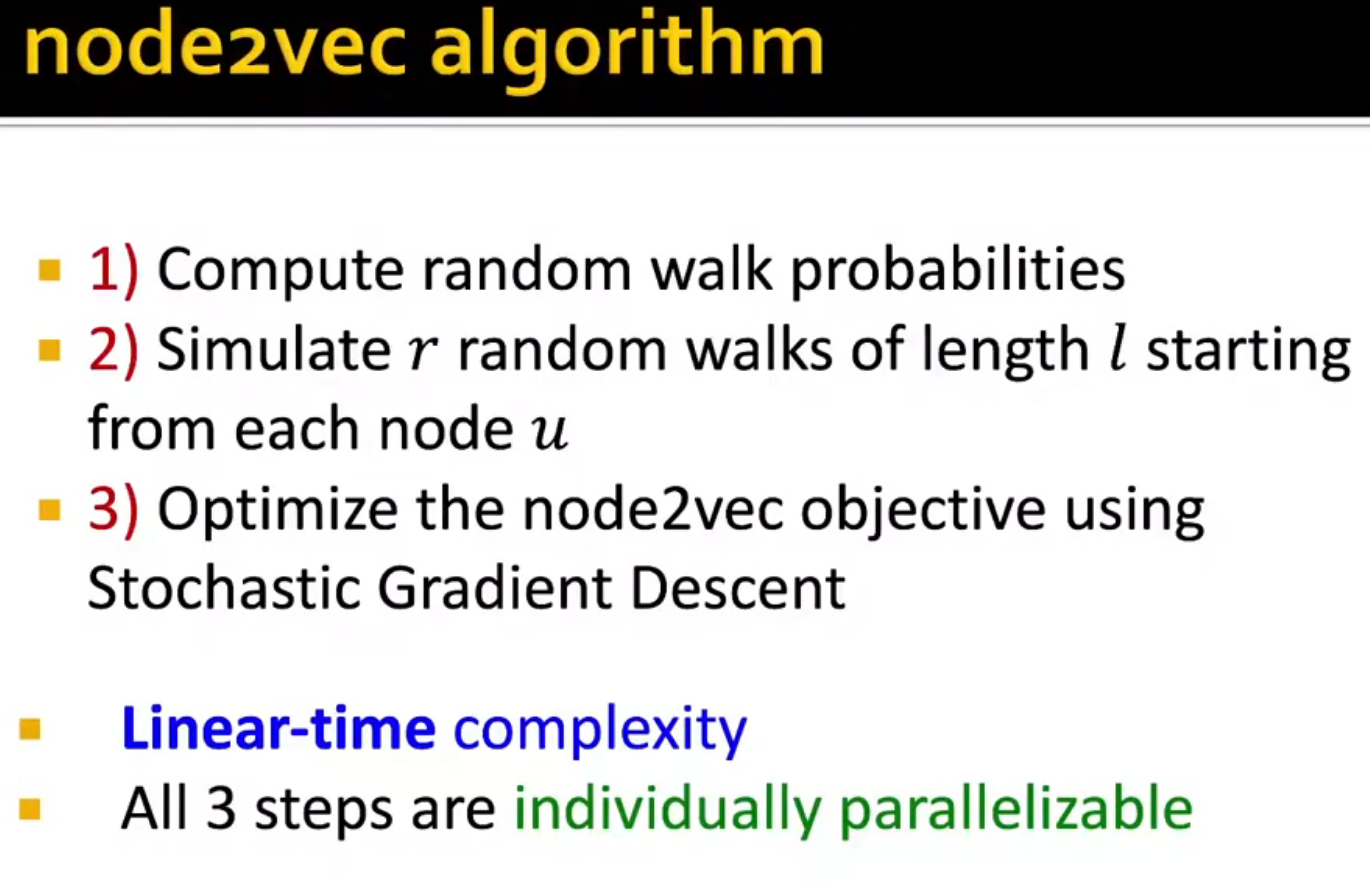 node2vec algorithm
1) Compute random walk probabilities
2) Simulate r random walks of length l starting
from each node u
3) Optimize the node2vec objective using
Stochastic Gradient Descent
Linear-time complexity
All 3 steps are individually parallelizable